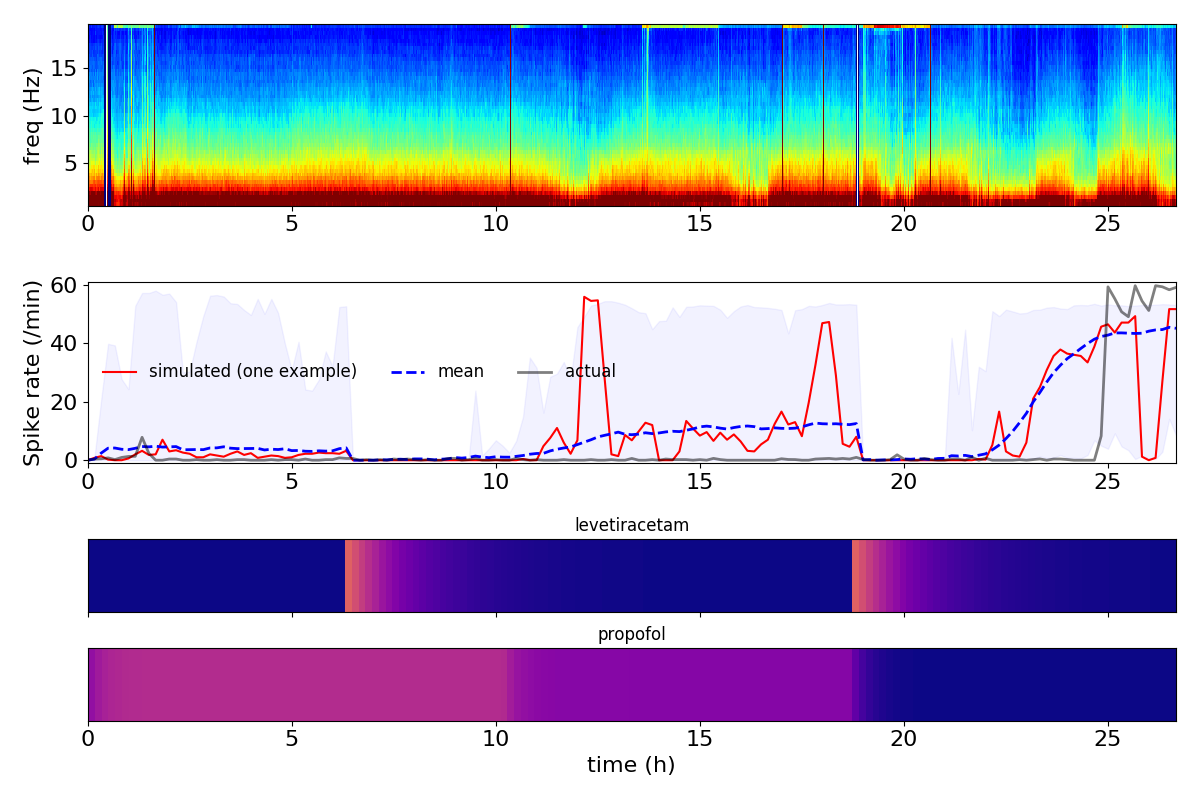 freq (Hz)
15
10
5
0 5 10 15 20 25
Spike rate (/min)
60
40
20
0
simulated (one example) mean actual
0 5 10 15 20 25
levetiracetam
propofol
0 5 10 15 20 25
time (h)